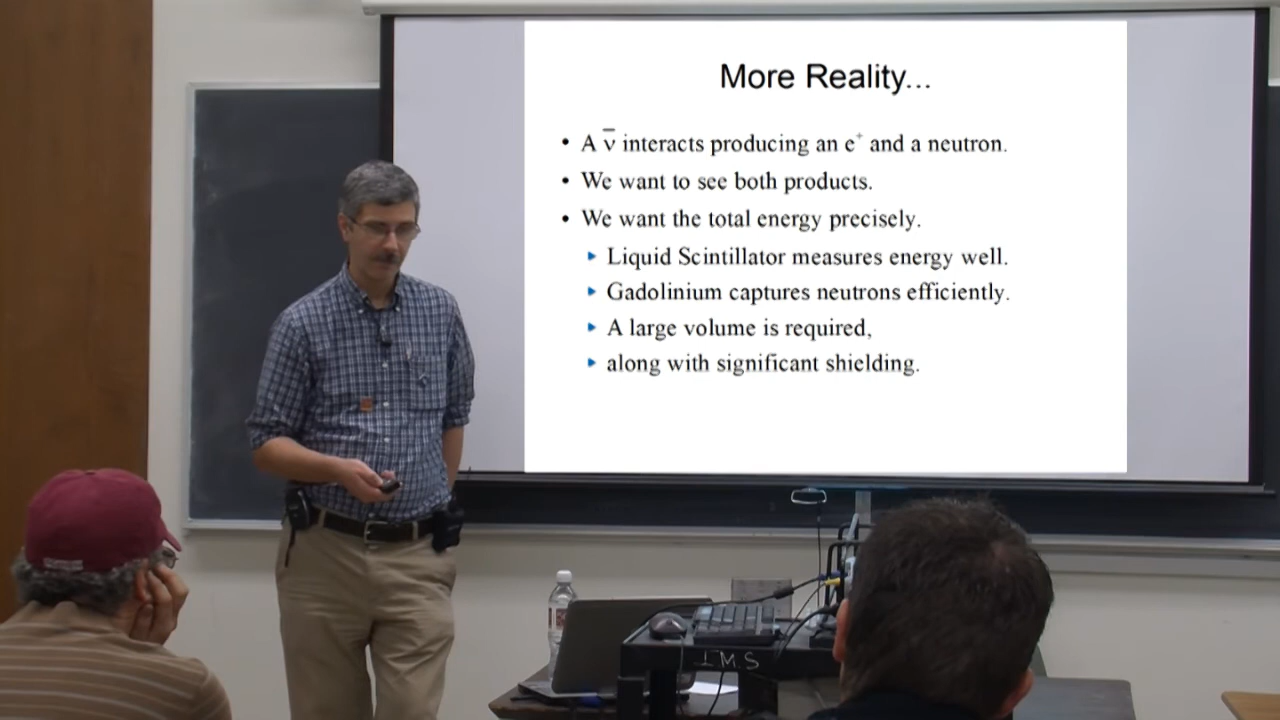 More Reality...
• A ν̅ interacts producing an e⁺ and a neutron.
• We want to see both products.
• We want the total energy precisely.
▸ Liquid Scintillator measures energy well.
▸ Gadolinium captures neutrons efficiently.
▸ A large volume is required,
▸ along with significant shielding.
I.M.S